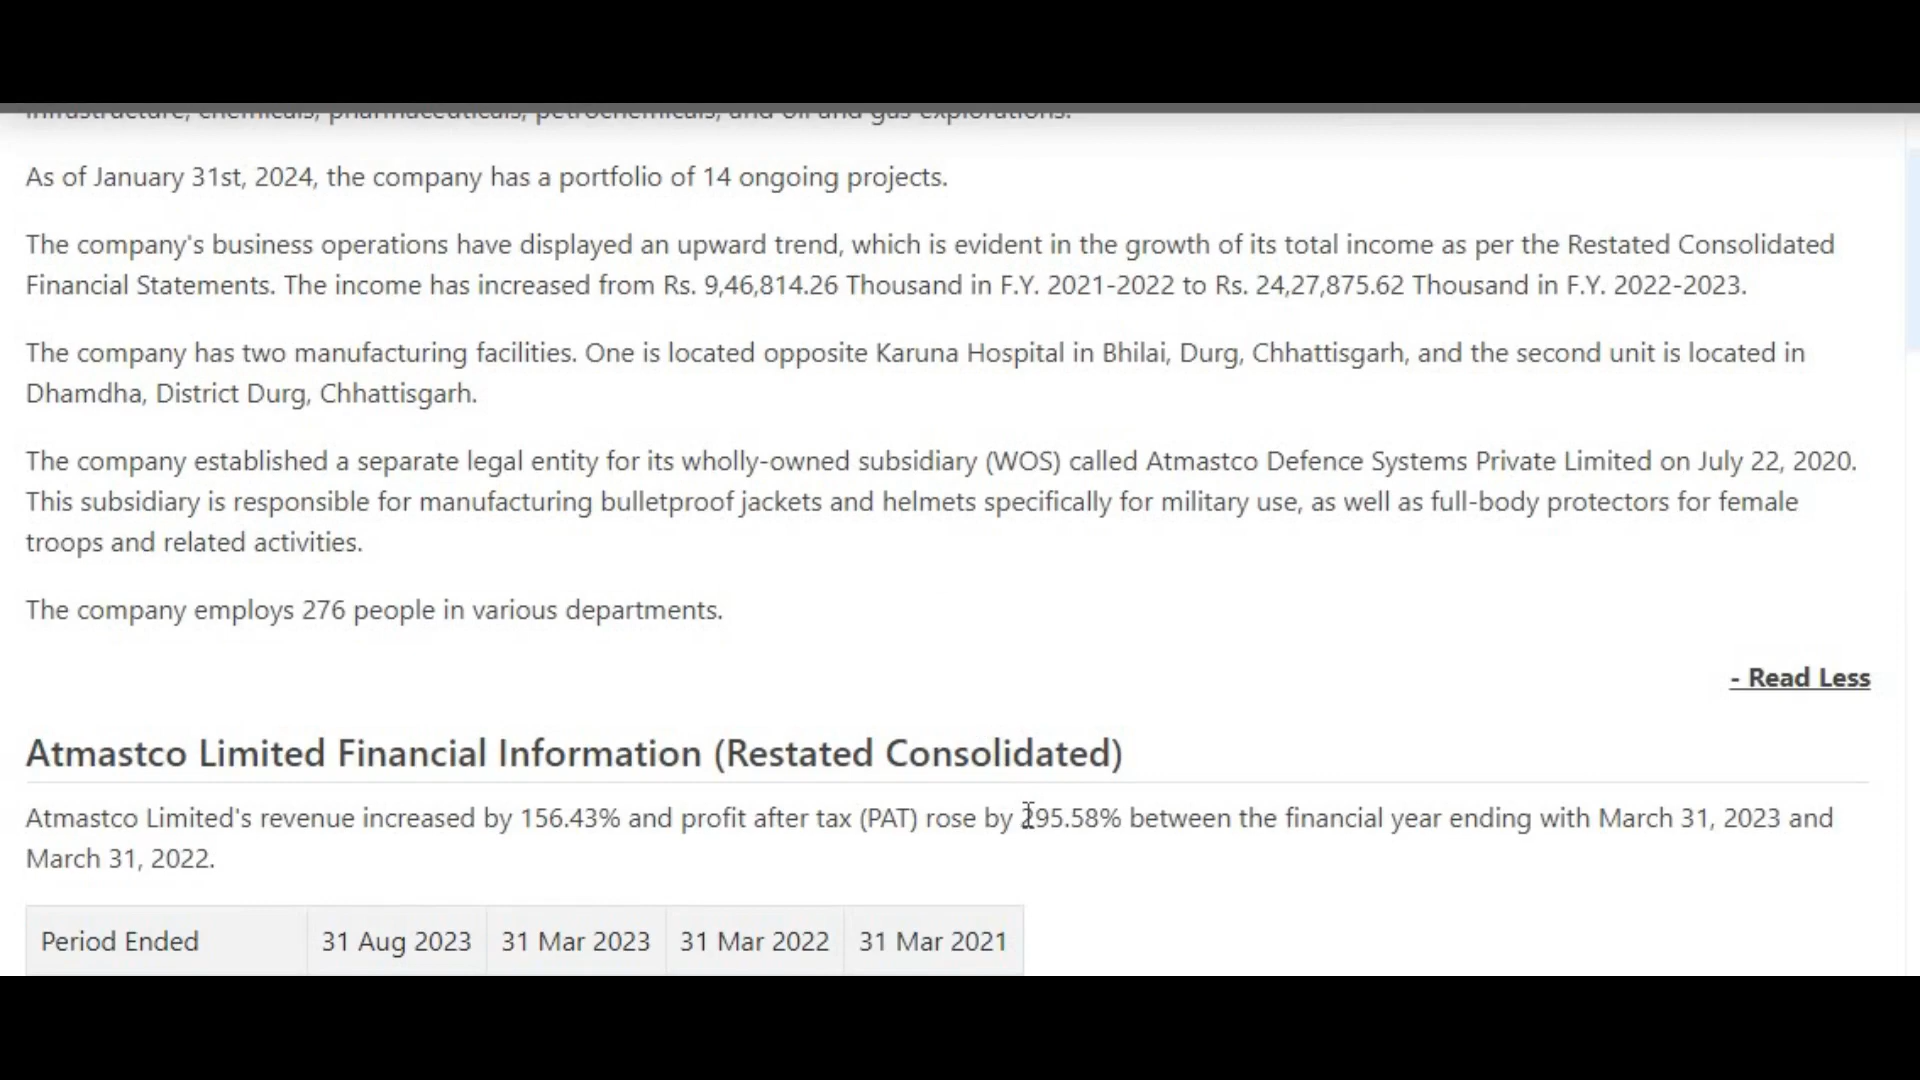 infrastructure, chemicals, pharmaceuticals, petrochemicals, and oil and gas explorations.
As of January 31st, 2024, the company has a portfolio of 14 ongoing projects.
The company's business operations have displayed an upward trend, which is evident in the growth of its total income as per the Restated Consolidated
Financial Statements. The income has increased from Rs. 9,46,814.26 Thousand in F.Y. 2021-2022 to Rs. 24,27,875.62 Thousand in F.Y. 2022-2023.
The company has two manufacturing facilities. One is located opposite Karuna Hospital in Bhilai, Durg, Chhattisgarh, and the second unit is located in
Dhamdha, District Durg, Chhattisgarh.
The company established a separate legal entity for its wholly-owned subsidiary (WOS) called Atmastco Defence Systems Private Limited on July 22, 2020.
This subsidiary is responsible for manufacturing bulletproof jackets and helmets specifically for military use, as well as full-body protectors for female
troops and related activities.
The company employs 276 people in various departments.
- Read Less
Atmastco Limited Financial Information (Restated Consolidated)
Atmastco Limited's revenue increased by 156.43% and profit after tax (PAT) rose by 295.58% between the financial year ending with March 31, 2023 and
March 31, 2022.
Period Ended 31 Aug 2023 31 Mar 2023 31 Mar 2022 31 Mar 2021